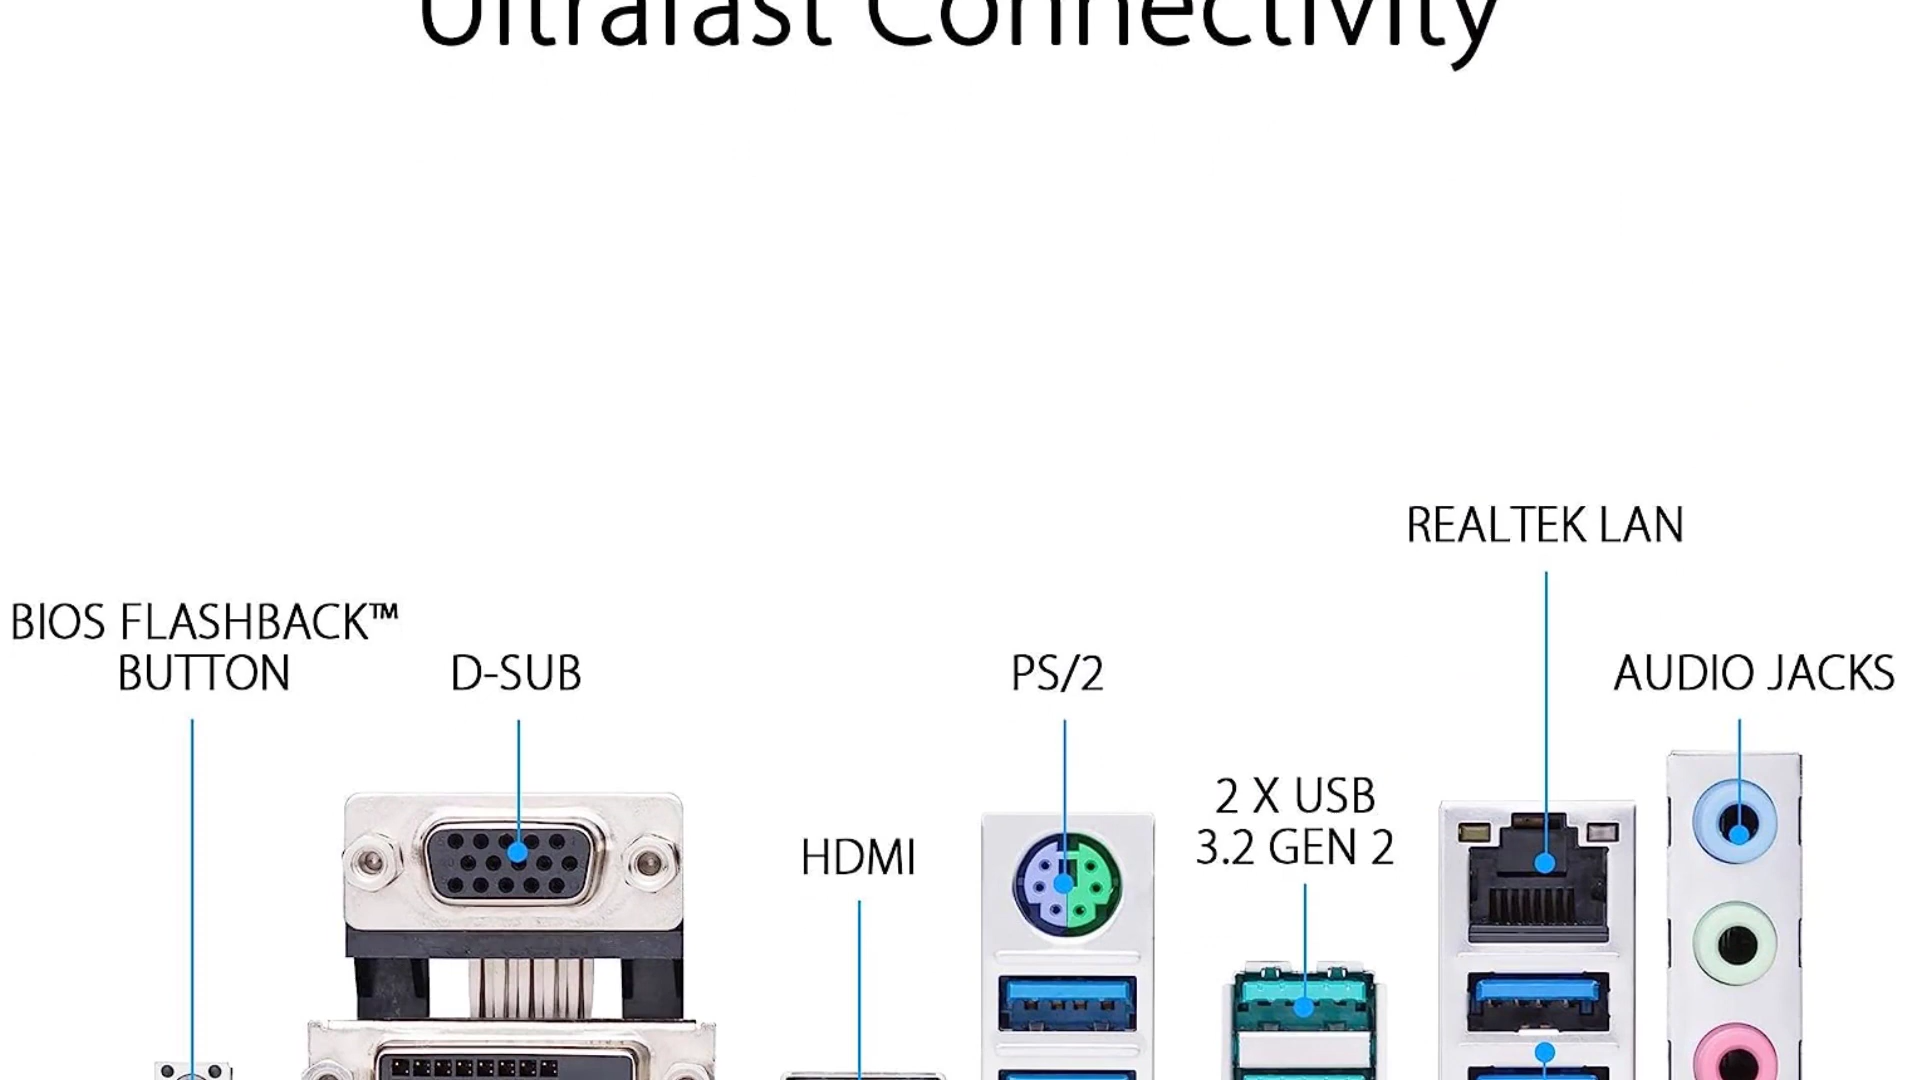 Ultrafast Connectivity
REALTEK LAN
BIOS FLASHBACK™
BUTTON
D-SUB
PS/2
AUDIO JACKS
2 X USB
3.2 GEN 2
HDMI